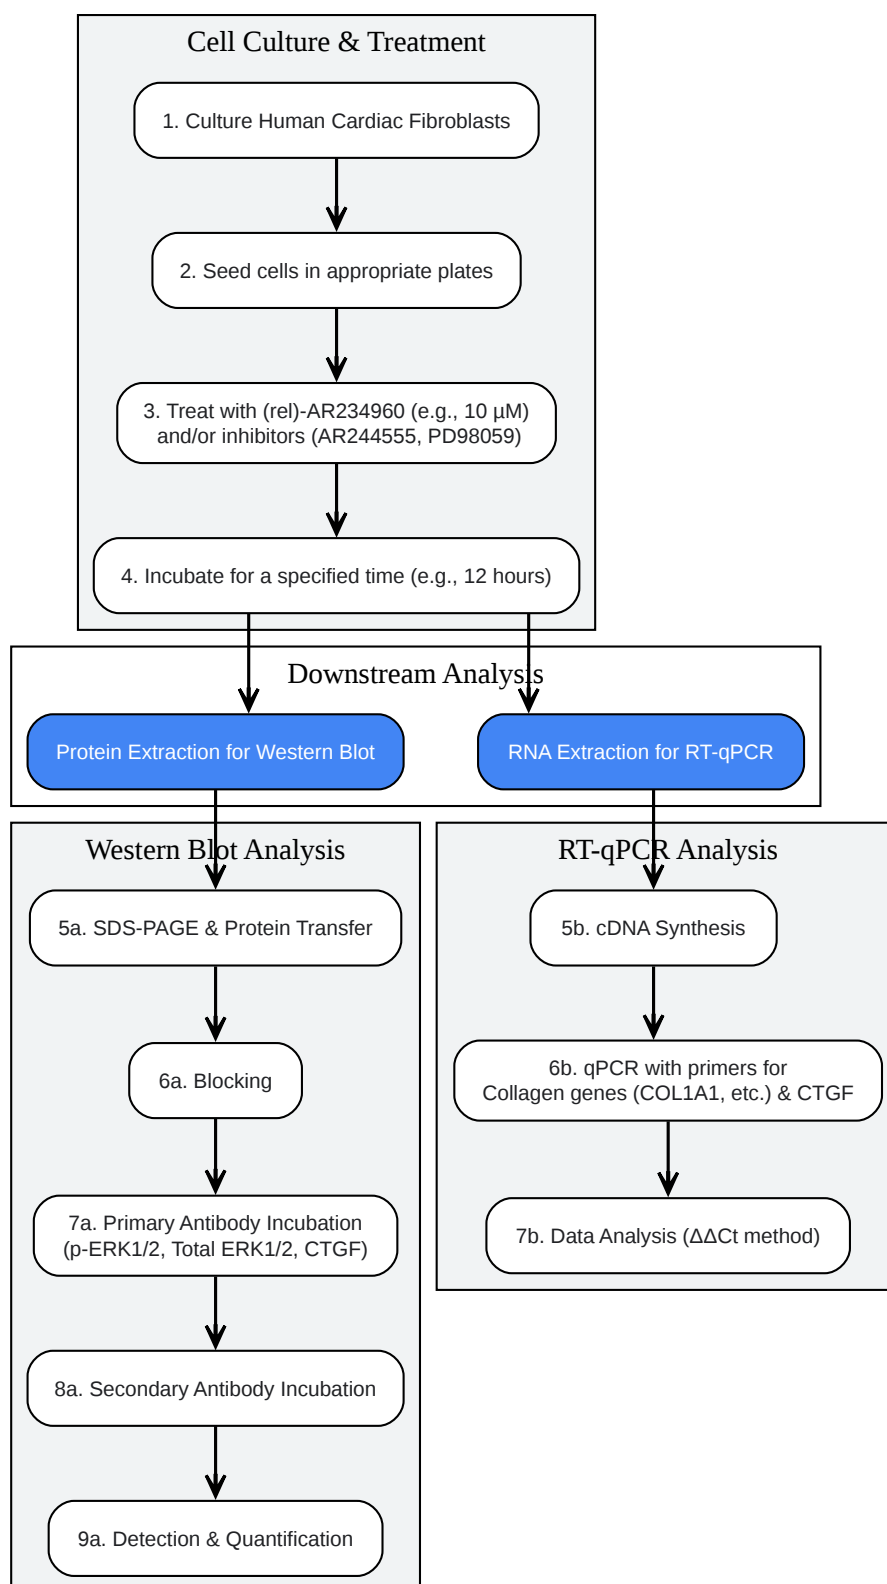 Cell Culture & Treatment
1. Culture Human Cardiac Fibroblasts
2. Seed cells in appropriate plates
3. Treat with (rel)-AR234960 (e.g., 10 µM)
and/or inhibitors (AR244555, PD98059)
4. Incubate for a specified time (e.g., 12 hours)
Downstream Analysis
Protein Extraction for Western Blot
RNA Extraction for RT-qPCR
Western Blot Analysis
5a. SDS-PAGE & Protein Transfer
6a. Blocking
7a. Primary Antibody Incubation
(p-ERK1/2, Total ERK1/2, CTGF)
8a. Secondary Antibody Incubation
9a. Detection & Quantification
RT-qPCR Analysis
5b. cDNA Synthesis
6b. qPCR with primers for
Collagen genes (COL1A1, etc.) & CTGF
7b. Data Analysis (ΔΔCt method)